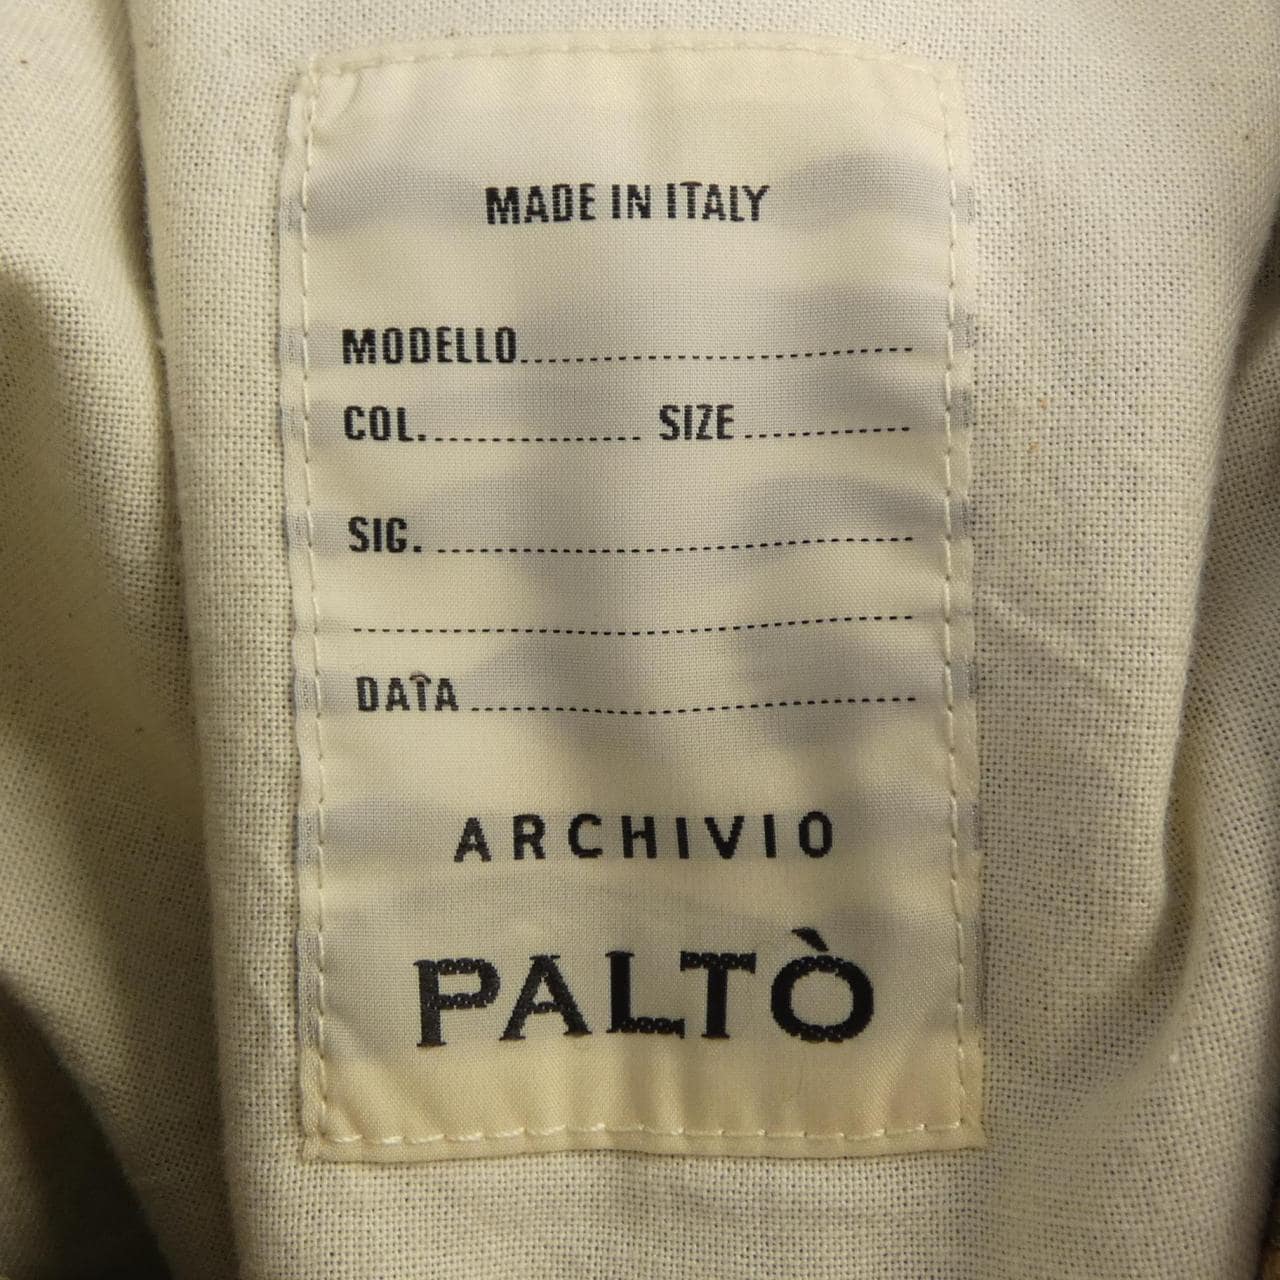 MADE IN ITALY
MODELLO
COL. SIZE
SIG.
DATA
ARCHIVIO
PALTÒ